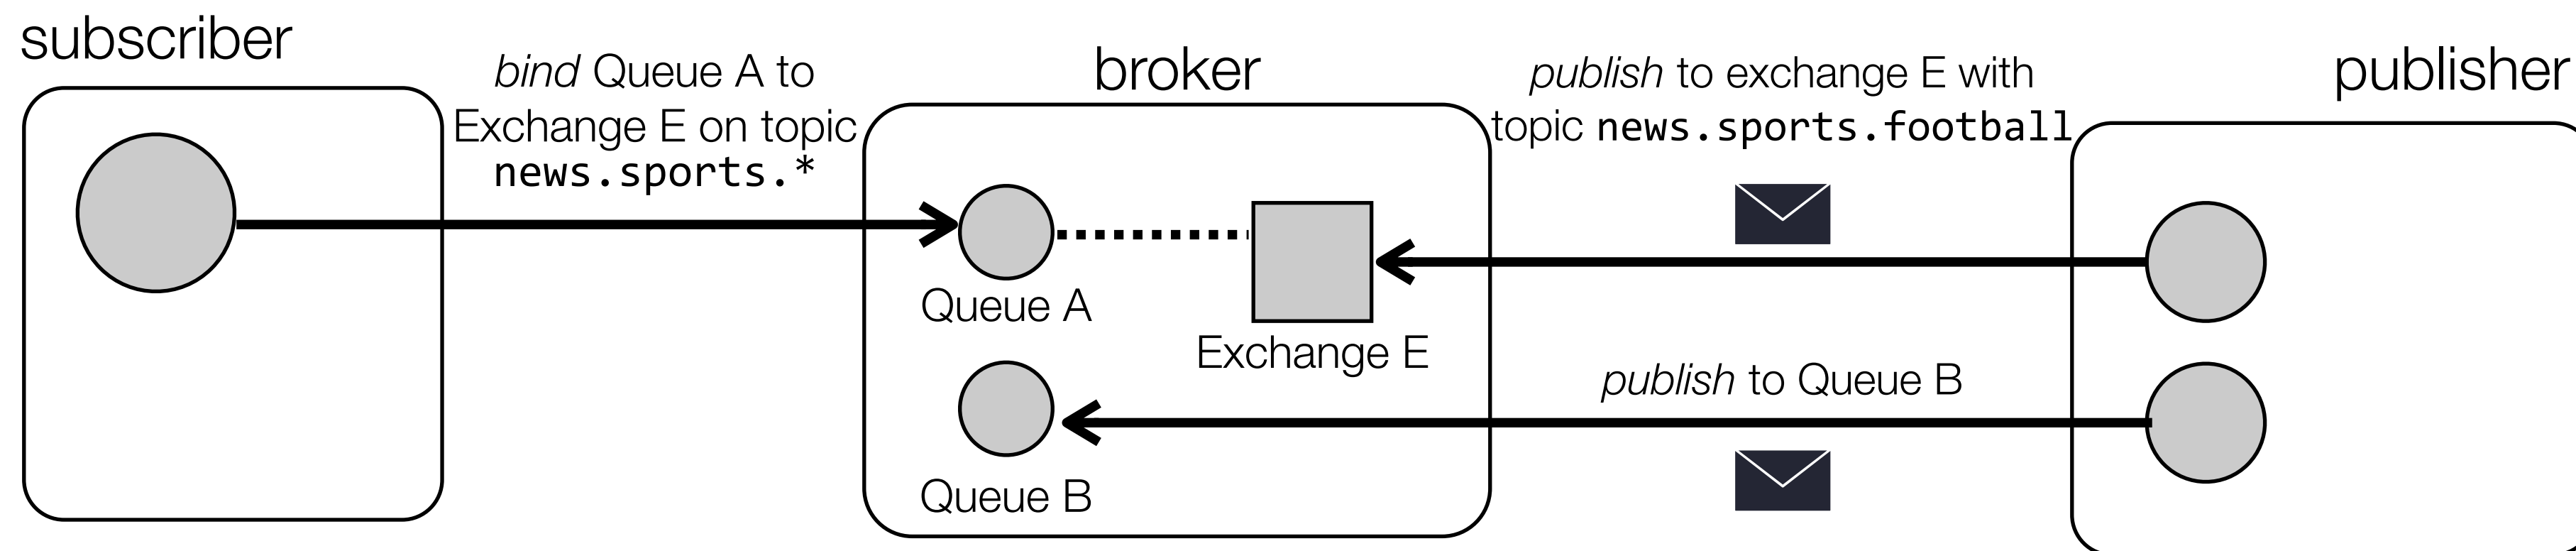 subscriber
bind Queue A to
Exchange E on topic
news.sports.*
broker
Queue A
Exchange E
Queue B
publish to exchange E with
topic news.sports.football
publish to Queue B
publisher